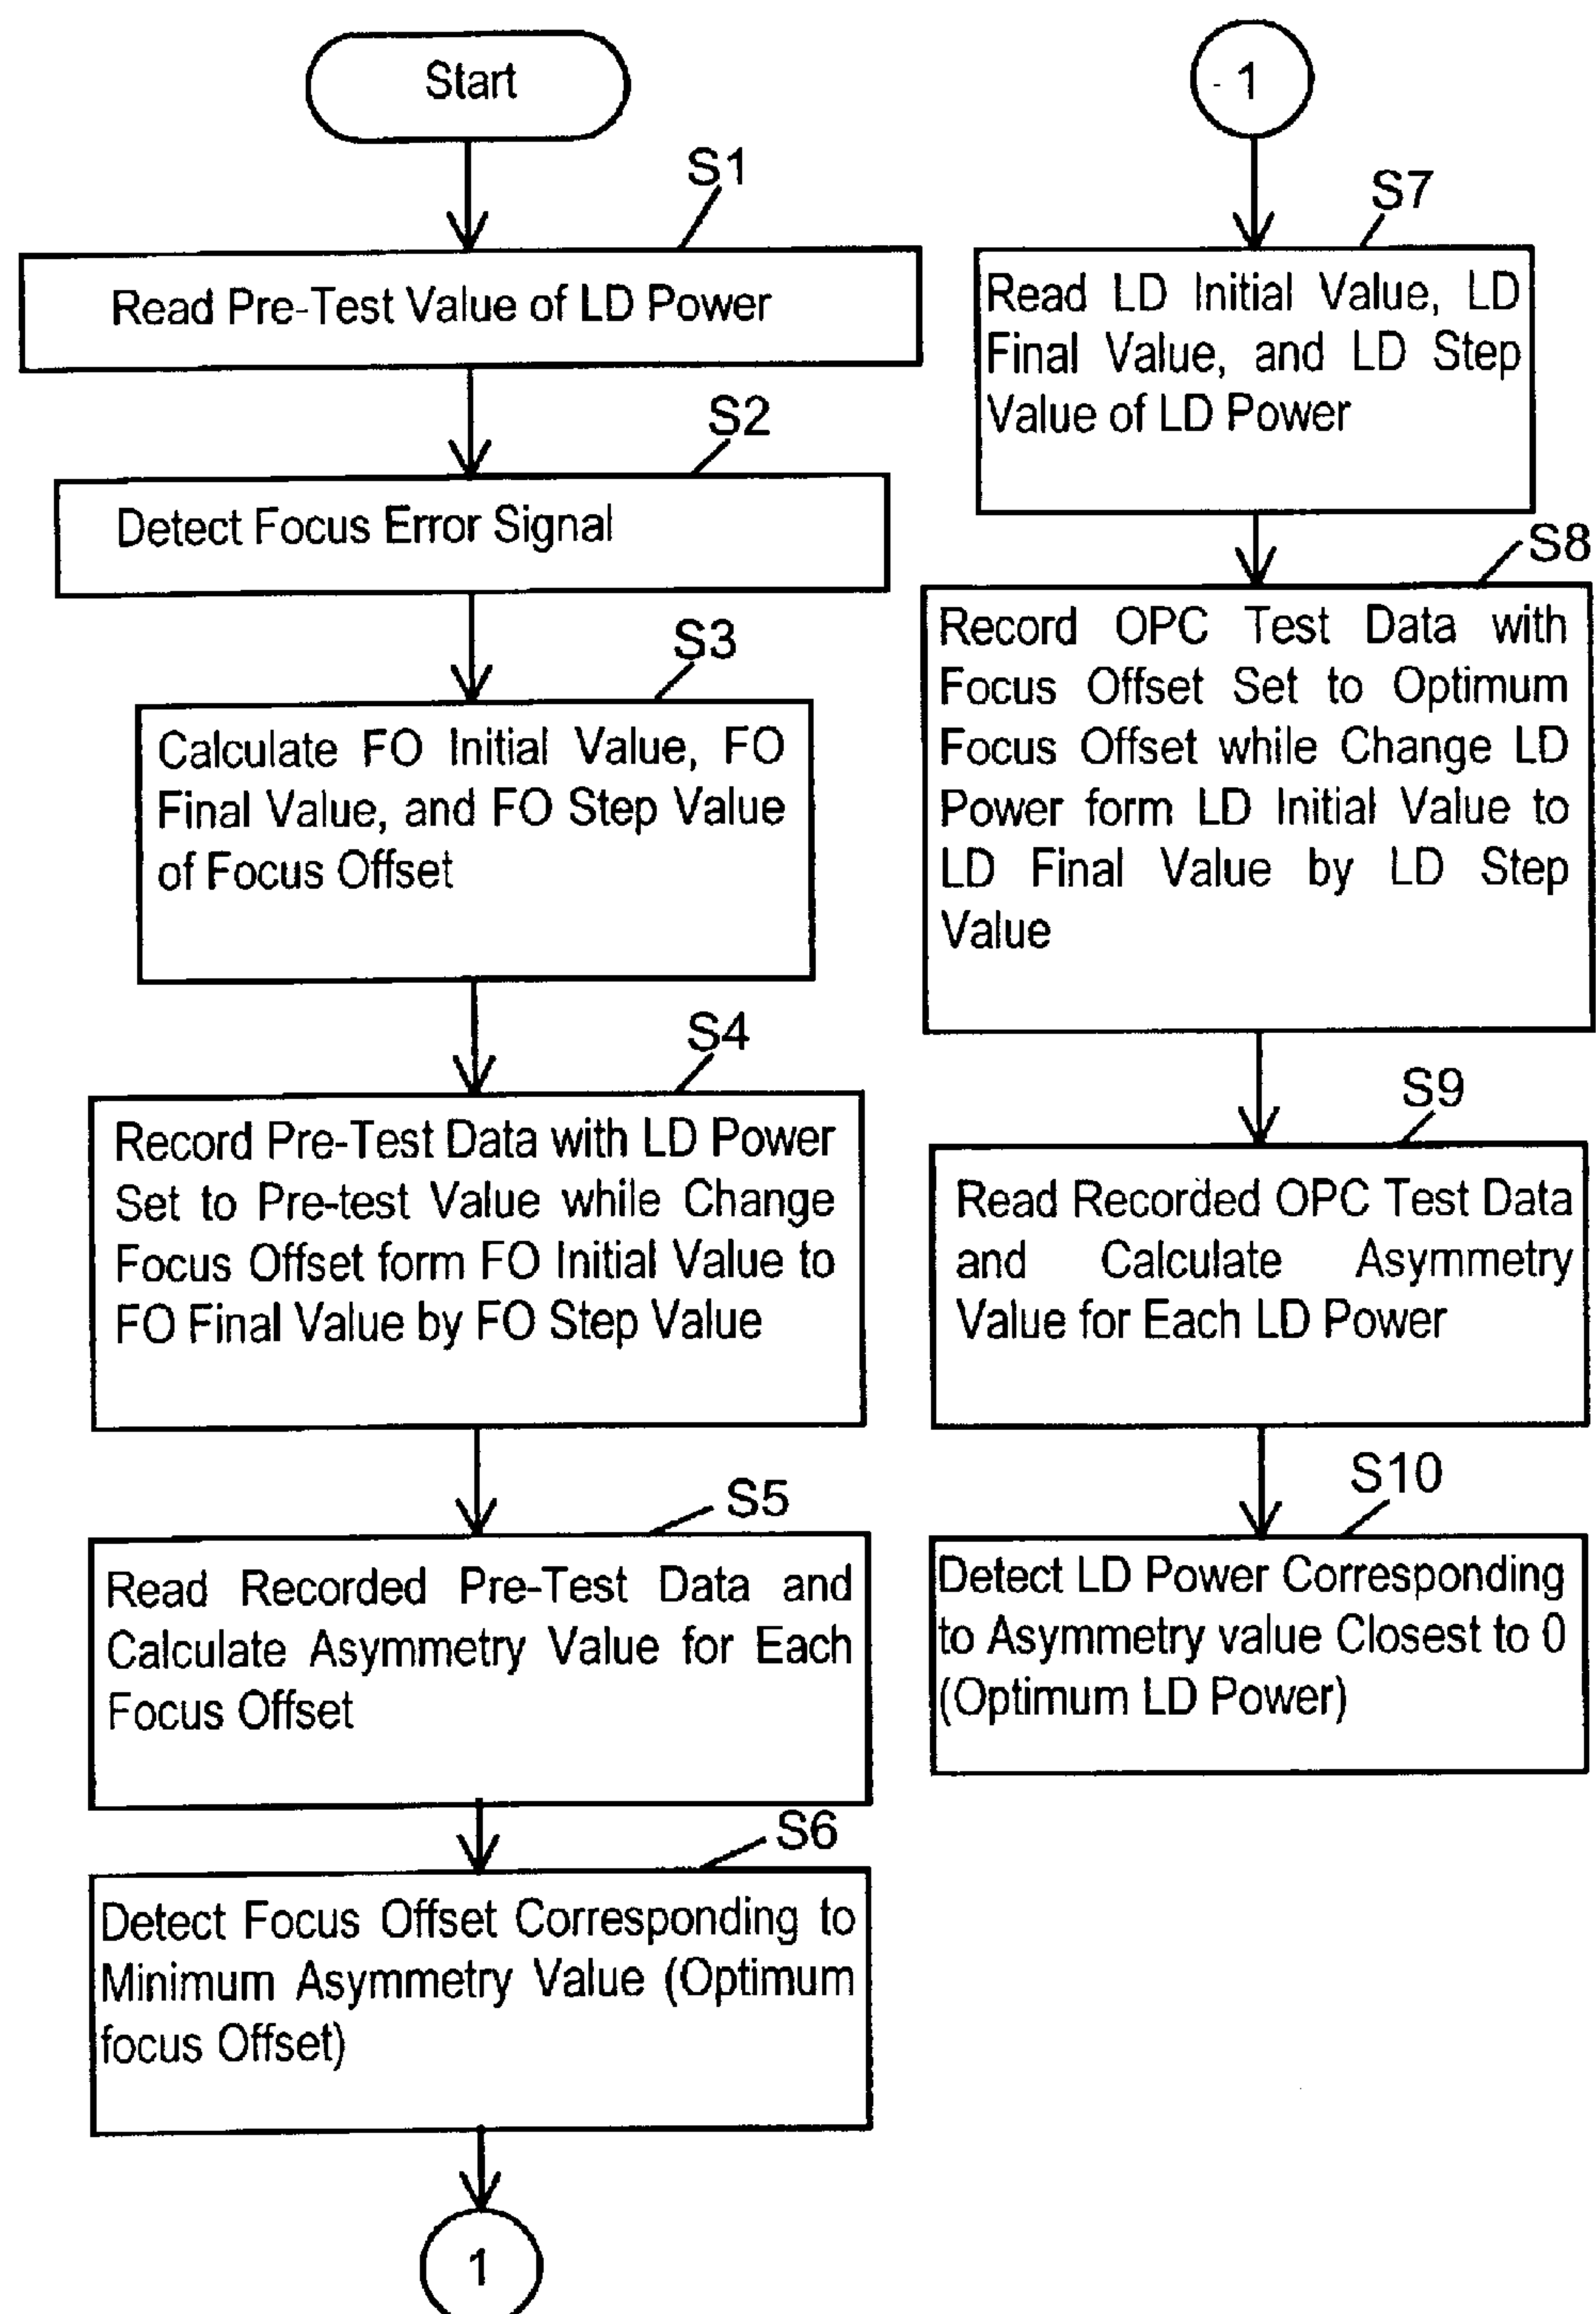 Start
S1
Read Pre-Test Value of LD Power
S2
Detect Focus Error Signal
S3
Calculate FO Initial Value, FO
Final Value, and FO Step Value
of Focus Offset
S4
Record Pre-Test Data with LD Power
Set to Pre-test Value while Change
Focus Offset form FO Initial Value to
FO Final Value by FO Step Value
S5
Read Recorded Pre-Test Data and
Calculate Asymmetry Value for Each
Focus Offset
S6
Detect Focus Offset Corresponding to
Minimum Asymmetry Value (Optimum
focus Offset)
1
1
S7
Read LD Initial Value, LD
Final Value, and LD Step
Value of LD Power
S8
Record OPC Test Data with
Focus Offset Set to Optimum
Focus Offset while Change LD
Power form LD Initial Value to
LD Final Value by LD Step
Value
S9
Read Recorded OPC Test Data
and Calculate Asymmetry
Value for Each LD Power
S10
Detect LD Power Corresponding
to Asymmetry value Closest to 0
(Optimum LD Power)